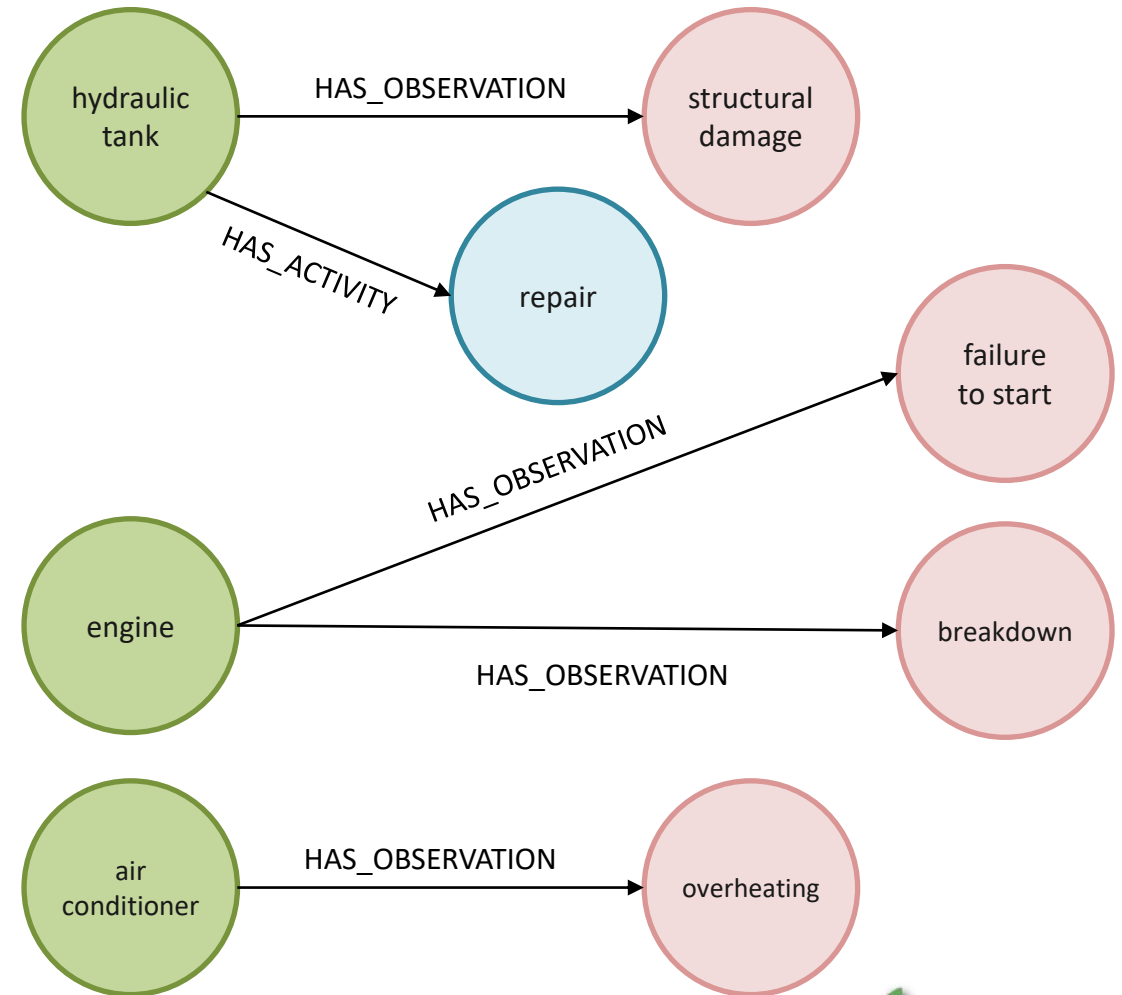 hydraulic
tank
HAS_OBSERVATION
structural
damage
HAS_ACTIVITY
repair
failure
to start
HAS_OBSERVATION
engine
breakdown
HAS_OBSERVATION
air
conditioner
HAS_OBSERVATION
overheating